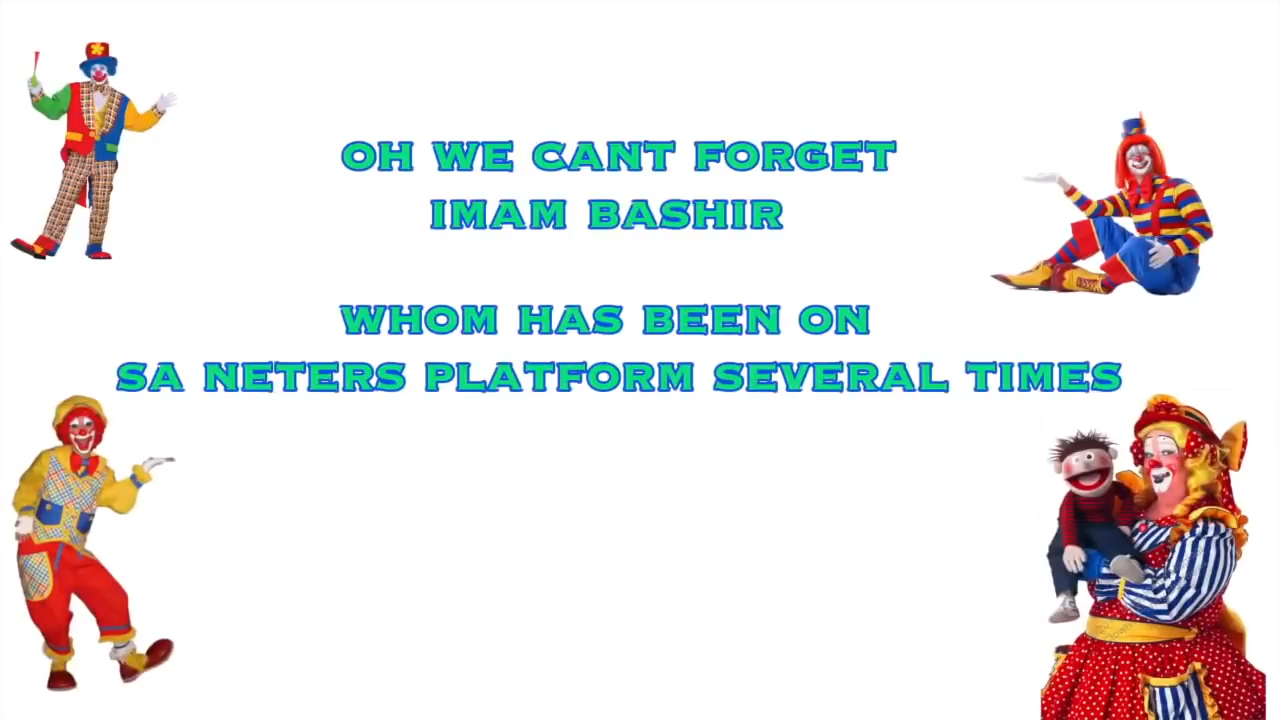 OH WE CANT FORGET
IMAM BASHIR
WHOM HAS BEEN ON
SA NETERS PLATFORM SEVERAL TIMES